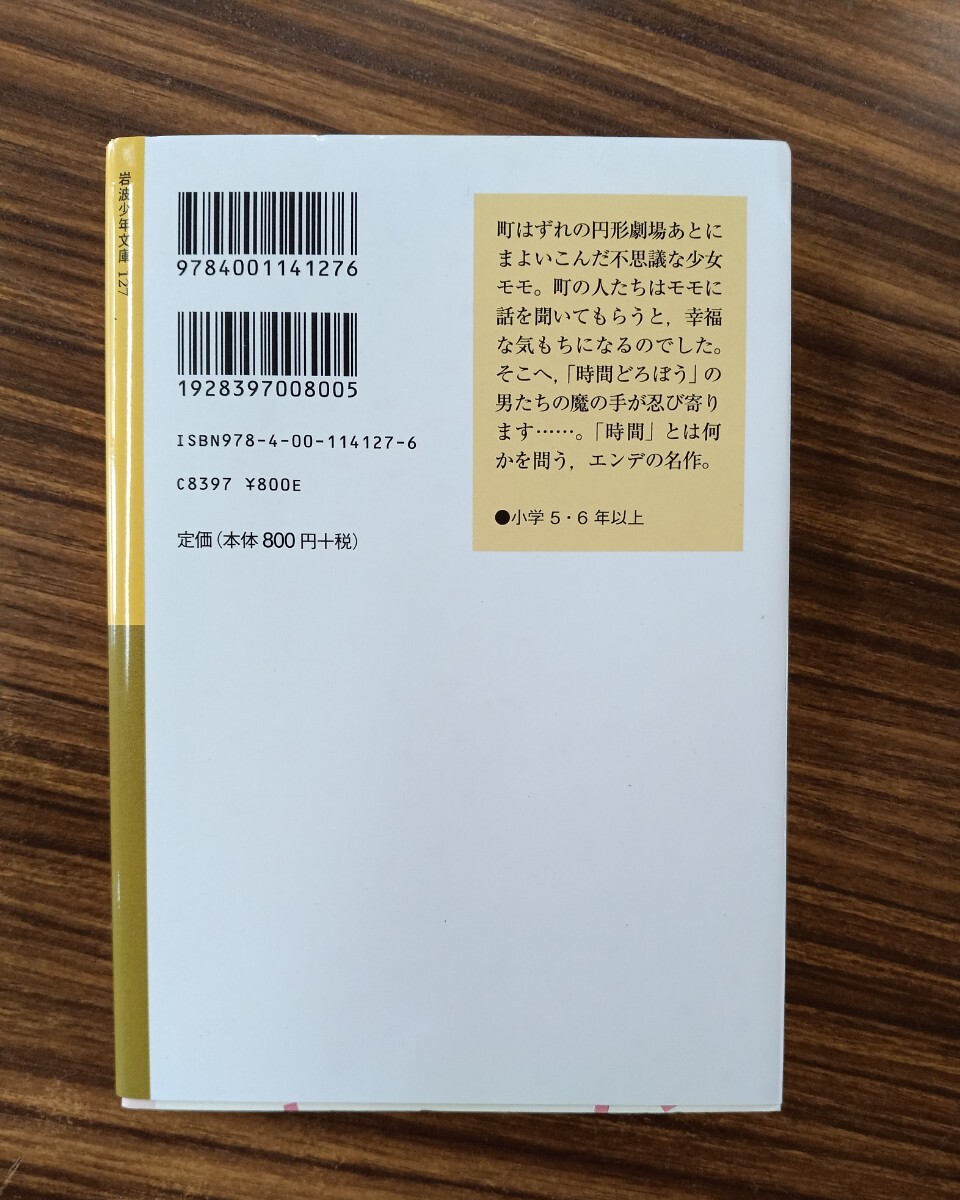 岩波少年文庫 127
9784001141276
1928397008005
ISBN978-4-00-114127-6
C8397 ¥800E
定価(本体 800 円+税)
町はずれの円形劇場あとに
まよいこんだ不思議な少女
モモ。町の人たちはモモに
話を聞いてもらうと，幸福
な気もちになるのでした。
そこへ，「時間どろぼう」の
男たちの魔の手が忍び寄り
ます……。「時間」とは何
かを問う，エンデの名作。
●小学 5・6 年以上